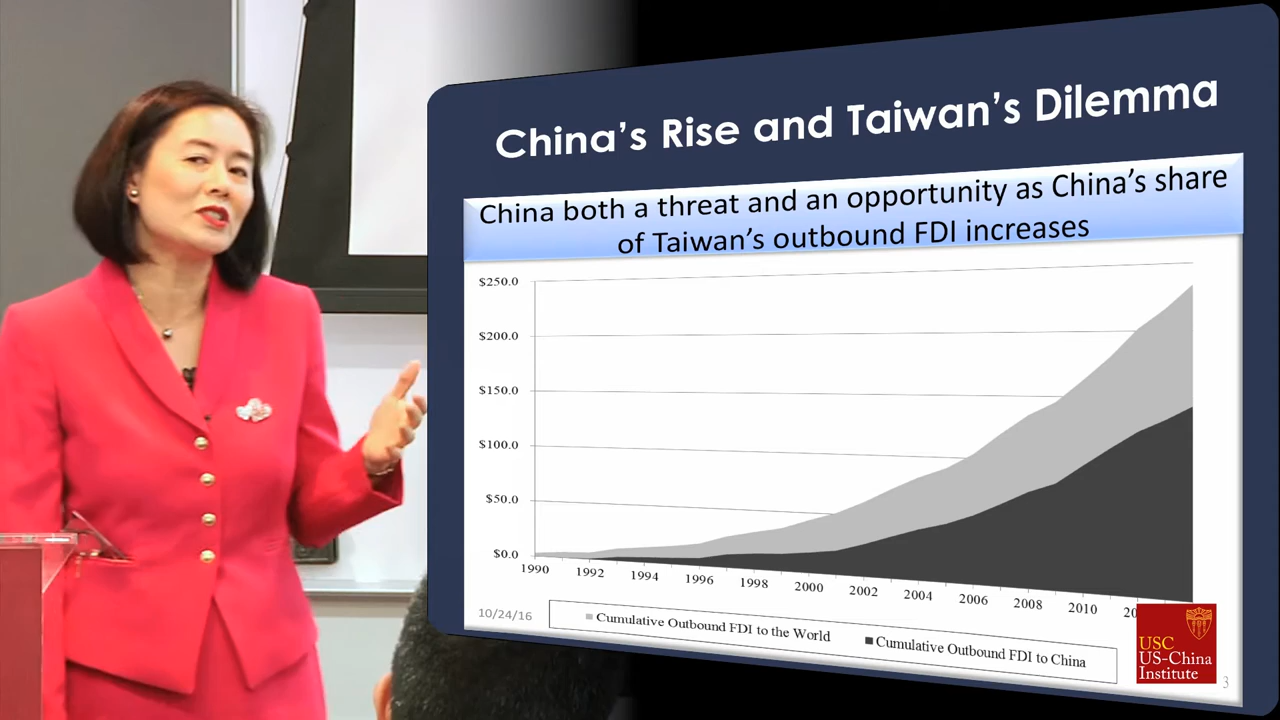 China's Rise and Taiwan's Dilemma
China both a threat and an opportunity as China's share
of Taiwan's outbound FDI increases
$250.0
$200.0
$150.0
$100.0
$50.0
$0.0
1990 1992 1994 1996 1998 2000 2002 2004 2006 2008 2010
10/24/16
Cumulative Outbound FDI to the World Cumulative Outbound FDI to China
USC
US-China
Institute
3